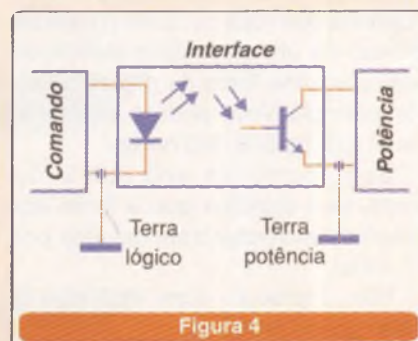 Interface
Comando
Potência
Terra
lógico
Terra
potência
Figura 4